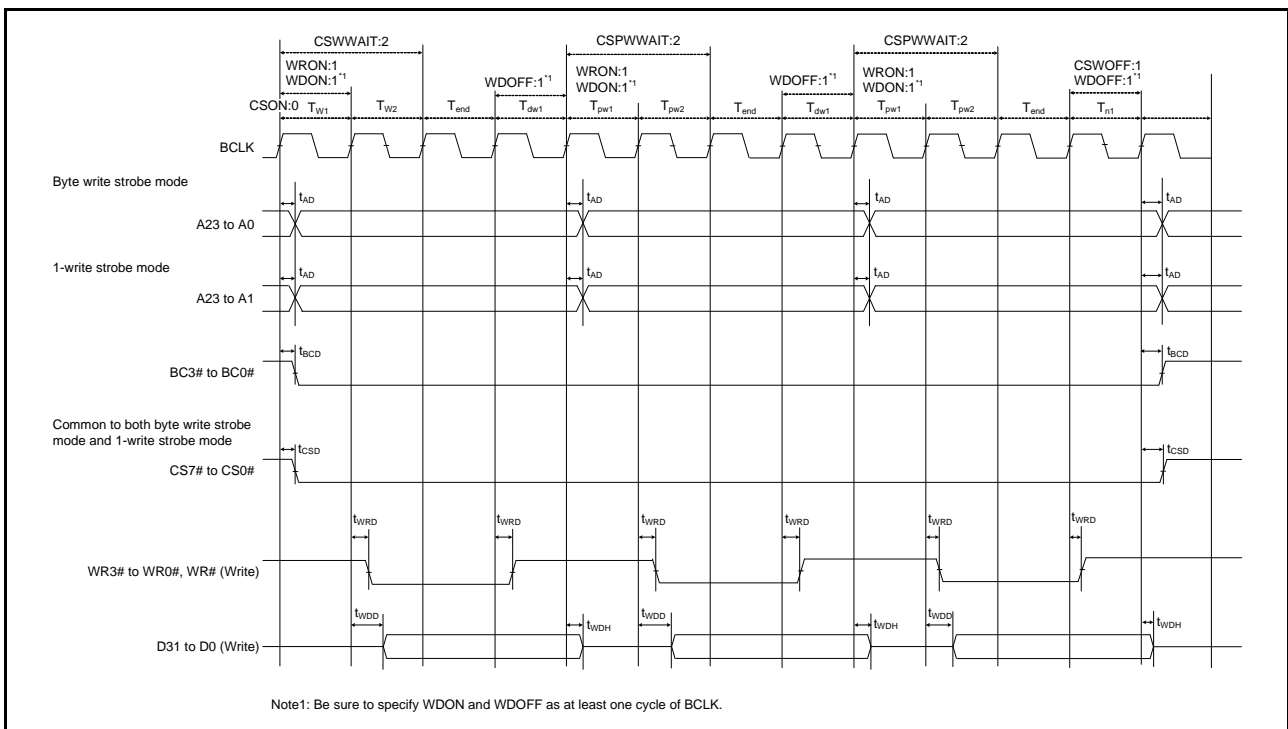 CSWWAIT:2 CSPWWAIT:2 CSPWWAIT:2
WRON:1 WRON:1 WRON:1 CSWOFF:1
WDON:1*1 WDOFF:1*1 WDON:1*1 WDOFF:1*1 WDON:1*1 WDOFF:1*1
CSON:0 TW1 TW2 Tend Tdw1 Tpw1 Tpw2 Tend Tdw1 Tpw1 Tpw2 Tend Tn1
BCLK
Byte write strobe mode
tAD tAD tAD tAD
A23 to A0
1-write strobe mode
tAD tAD tAD tAD
A23 to A1
tBCD tBCD
BC3# to BC0#
Common to both byte write strobe
mode and 1-write strobe mode
tCSD tCSD
CS7# to CS0#
tWRD tWRD tWRD tWRD tWRD tWRD
WR3# to WR0#, WR# (Write)
tWDD tWDH tWDD tWDH tWDD tWDH
D31 to D0 (Write)
Note1: Be sure to specify WDON and WDOFF as at least one cycle of BCLK.